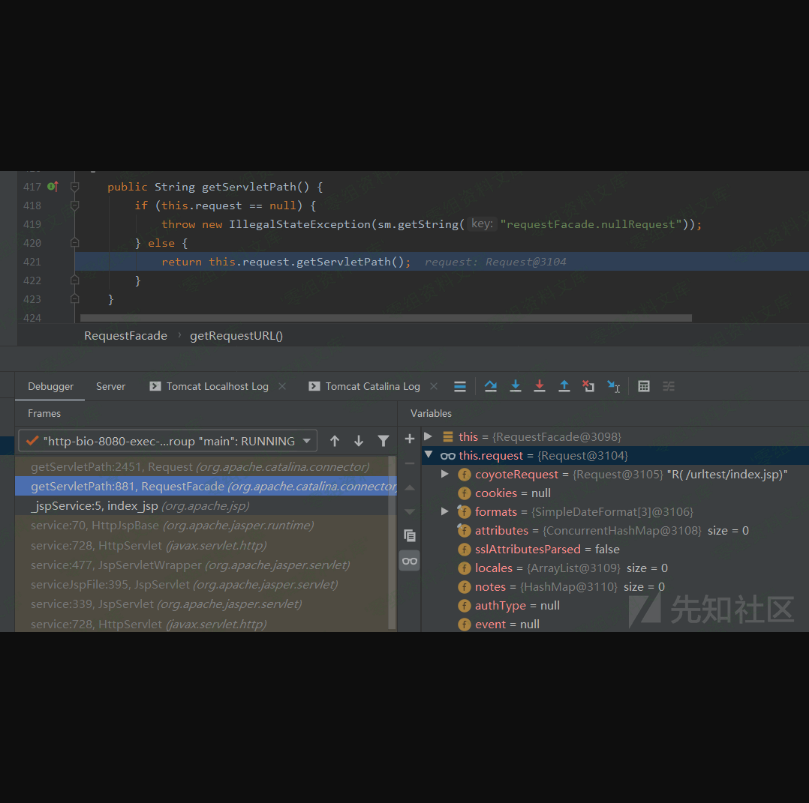 417 public String getServletPath() {
418 if (this.request == null) {
419 throw new IllegalStateException(sm.getString( key: "requestFacade.nullRequest"));
420 } else {
421 return this.request.getServletPath(); request: Request@3104
422 }
423 }
424
RequestFacade › getRequestURL()
Debugger Server Tomcat Localhost Log Tomcat Catalina Log
Frames
"http-bio-8080-exec-...roup "main": RUNNING
getServletPath:2451, Request (org.apache.catalina.connector)
getServletPath:881, RequestFacade (org.apache.catalina.connector
_jspService:5, index_jsp (org.apache.jsp)
service:70, HttpJspBase (org.apache.jasper.runtime)
service:728, HttpServlet (javax.servlet.http)
service:477, JspServletWrapper (org.apache.jasper.servlet)
serviceJspFile:395, JspServlet (org.apache.jasper.servlet)
service:339, JspServlet (org.apache.jasper.servlet)
service:728, HttpServlet (javax.servlet.http)
Variables
this = {RequestFacade@3098}
this.request = {Request@3104}
coyoteRequest = {Request@3105} "R( /urltest/index.jsp)"
cookies = null
formats = {SimpleDateFormat[3]@3106}
attributes = {ConcurrentHashMap@3108} size = 0
sslAttributesParsed = false
locales = {ArrayList@3109} size = 0
notes = {HashMap@3110} size = 0
authType = null
event = null
先知社区